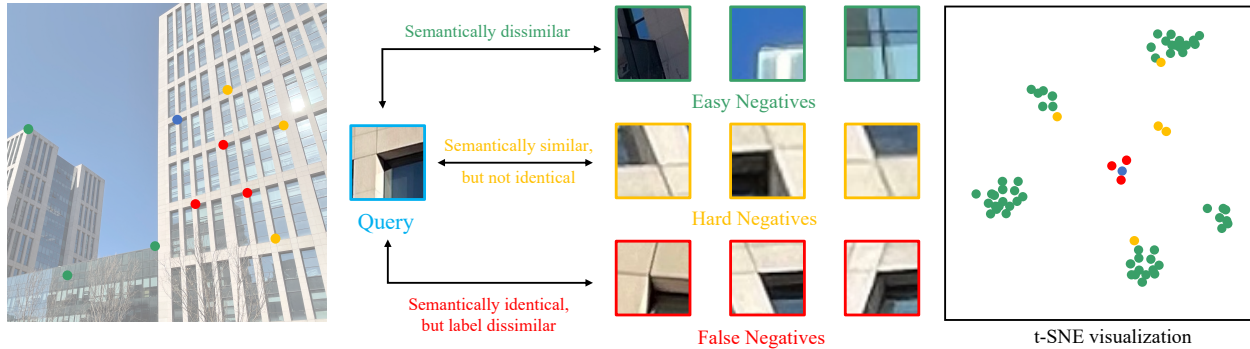 Semantically dissimilar
Easy Negatives
Query
Semantically similar,
but not identical
Hard Negatives
Semantically identical,
but label dissimilar
False Negatives
t-SNE visualization